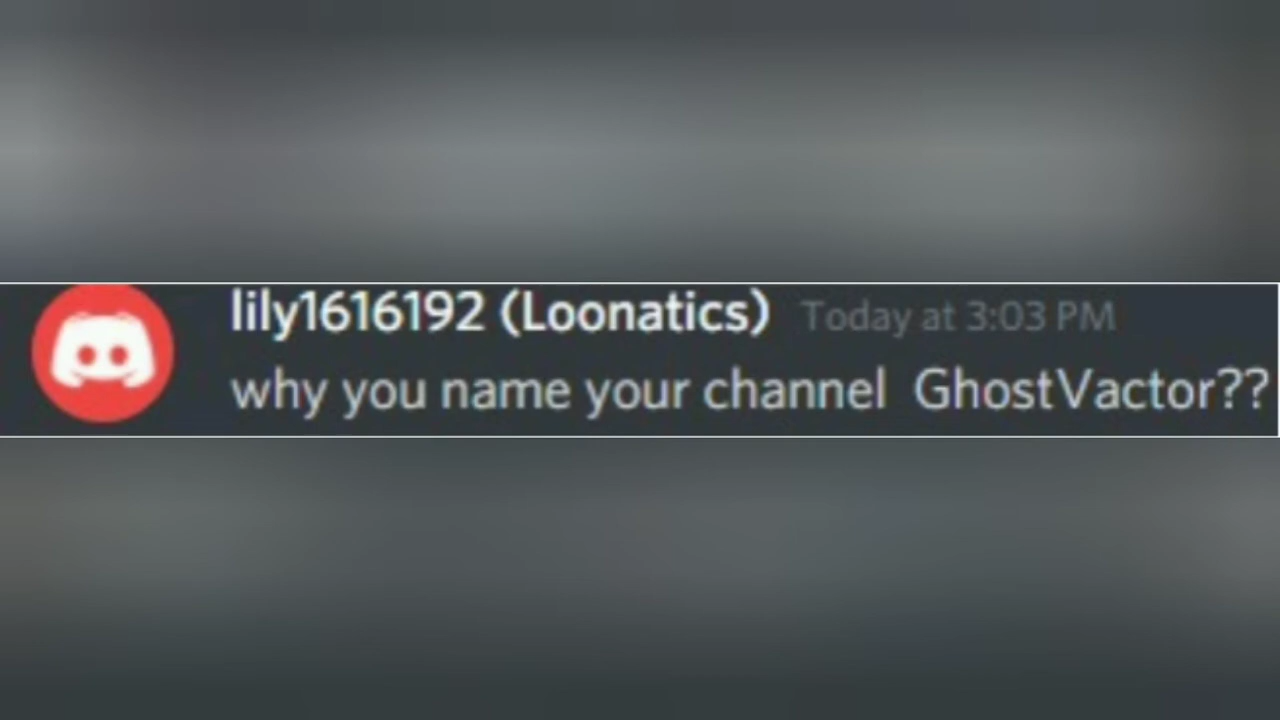 lily1616192 (Loonatics) Today at 3:03 PM
why you name your channel GhostVactor??